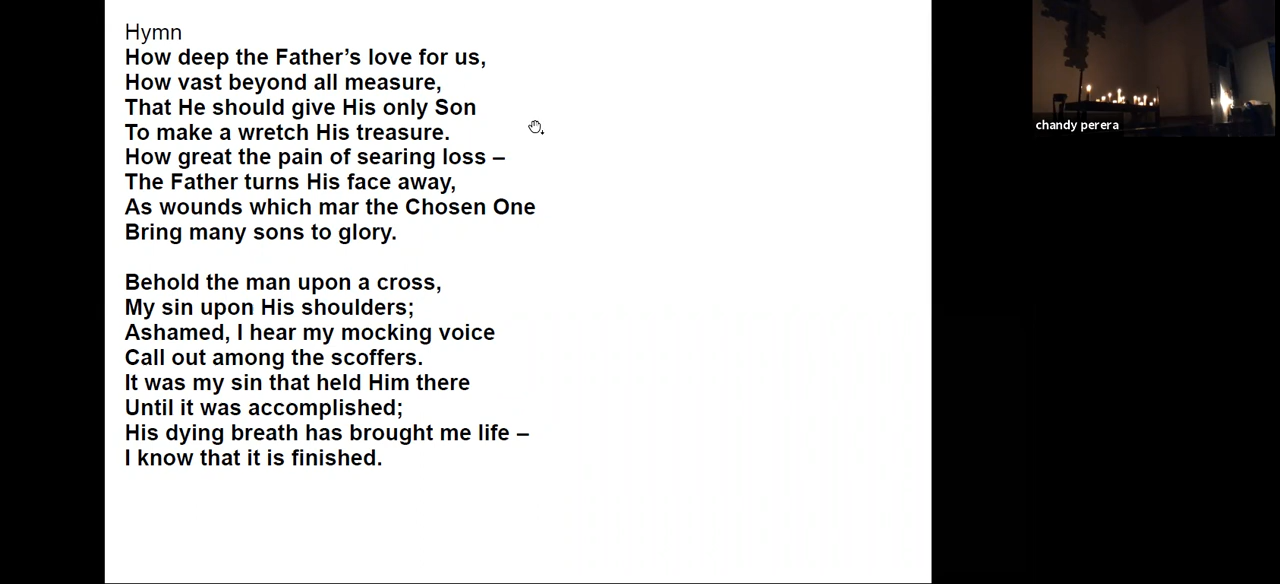 Hymn
How deep the Father’s love for us,
How vast beyond all measure,
That He should give His only Son
To make a wretch His treasure.
How great the pain of searing loss –
The Father turns His face away,
As wounds which mar the Chosen One
Bring many sons to glory.
Behold the man upon a cross,
My sin upon His shoulders;
Ashamed, I hear my mocking voice
Call out among the scoffers.
It was my sin that held Him there
Until it was accomplished;
His dying breath has brought me life –
I know that it is finished.
chandy perera